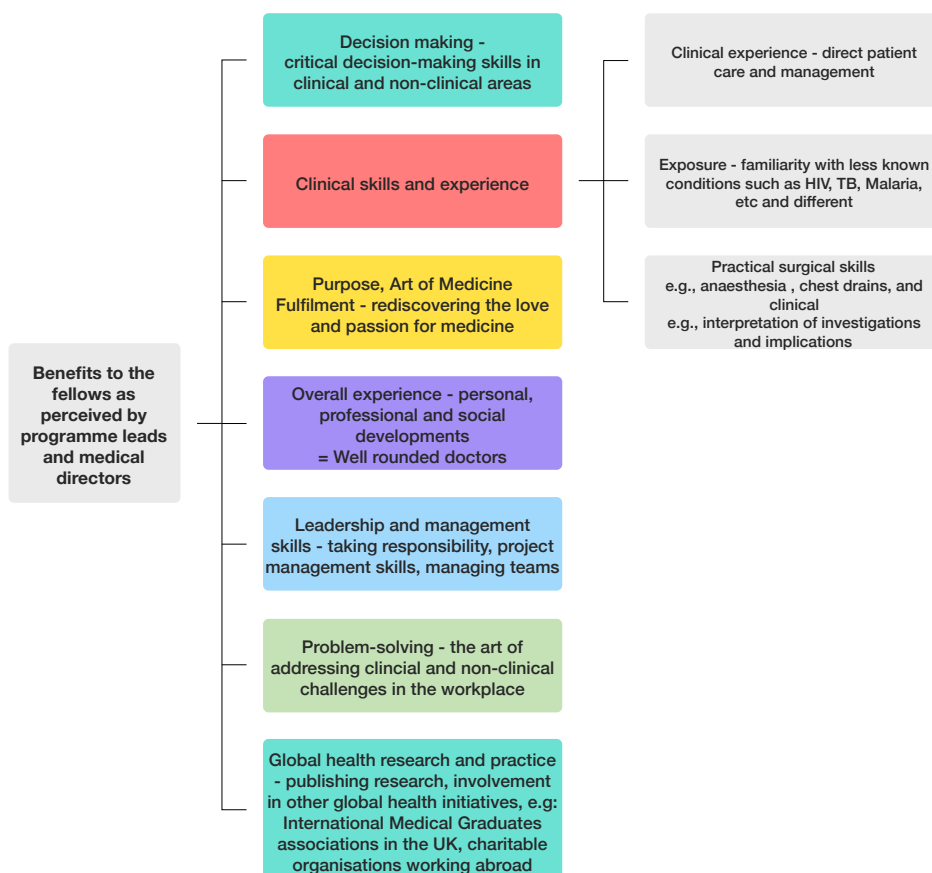 Benefits to the
fellows as
perceived by
programme leads
and medical
directors
Decision making -
critical decision-making skills in
clinical and non-clinical areas
Clinical skills and experience
Clinical experience - direct patient
care and management
Exposure - familiarity with less known
conditions such as HIV, TB, Malaria,
etc and different
Practical surgical skills
e.g., anaesthesia , chest drains, and
clinical
e.g., interpretation of investigations
and implications
Purpose, Art of Medicine
Fulfilment - rediscovering the love
and passion for medicine
Overall experience - personal,
professional and social
developments
= Well rounded doctors
Leadership and management
skills - taking responsibility, project
management skills, managing teams
Problem-solving - the art of
addressing clincial and non-clinical
challenges in the workplace
Global health research and practice
- publishing research, involvement
in other global health initiatives, e.g:
International Medical Graduates
associations in the UK, charitable
organisations working abroad